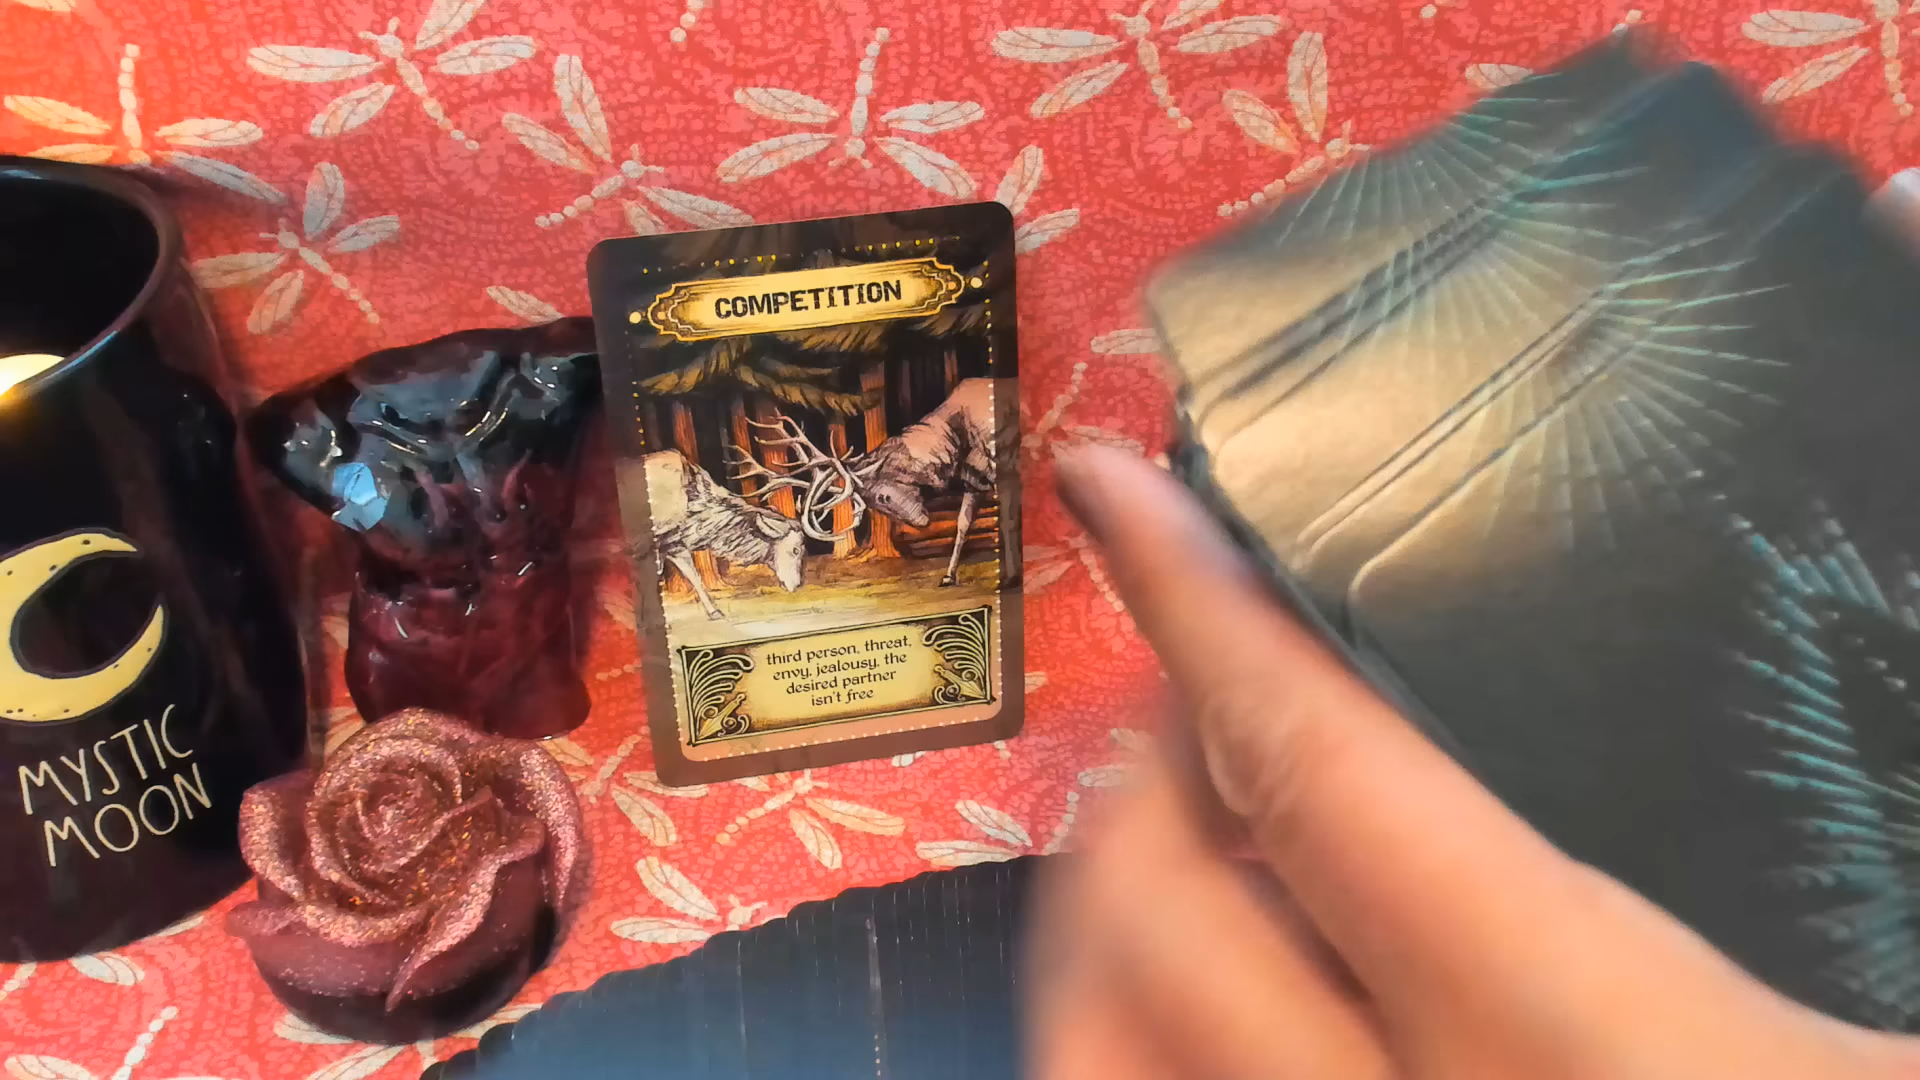 COMPETITION
third person, threat,
envy, jealousy, the
desired partner
isn't free
MYSTIC
MOON